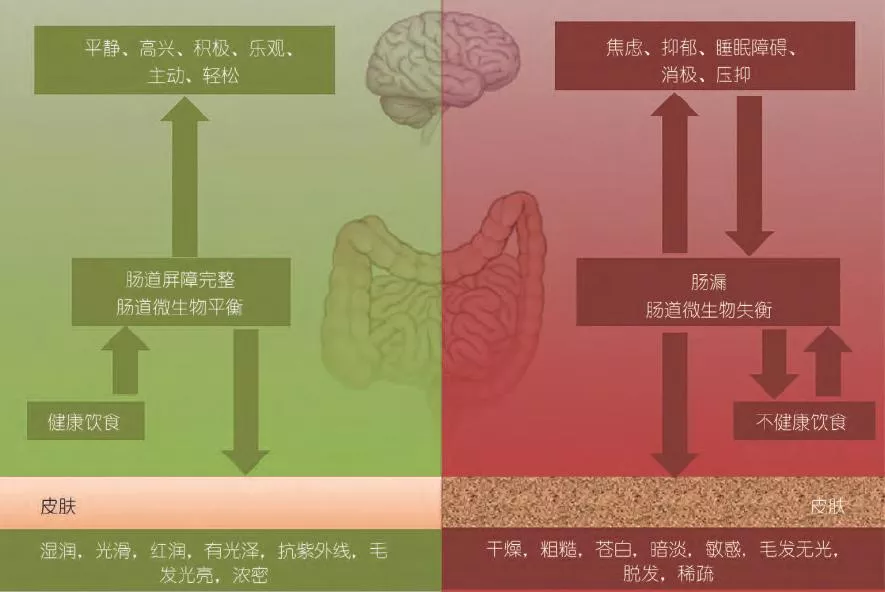 平静、高兴、积极、乐观、
主动、轻松
焦虑、抑郁、睡眠障碍、
消极、压抑
肠道屏障完整
肠道微生物平衡
肠漏
肠道微生物失衡
健康饮食
不健康饮食
皮肤
皮肤
湿润，光滑，红润，有光泽，抗紫外线，毛
发光亮，浓密
干燥，粗糙，苍白，暗淡，敏感，毛发无光，
脱发，稀疏